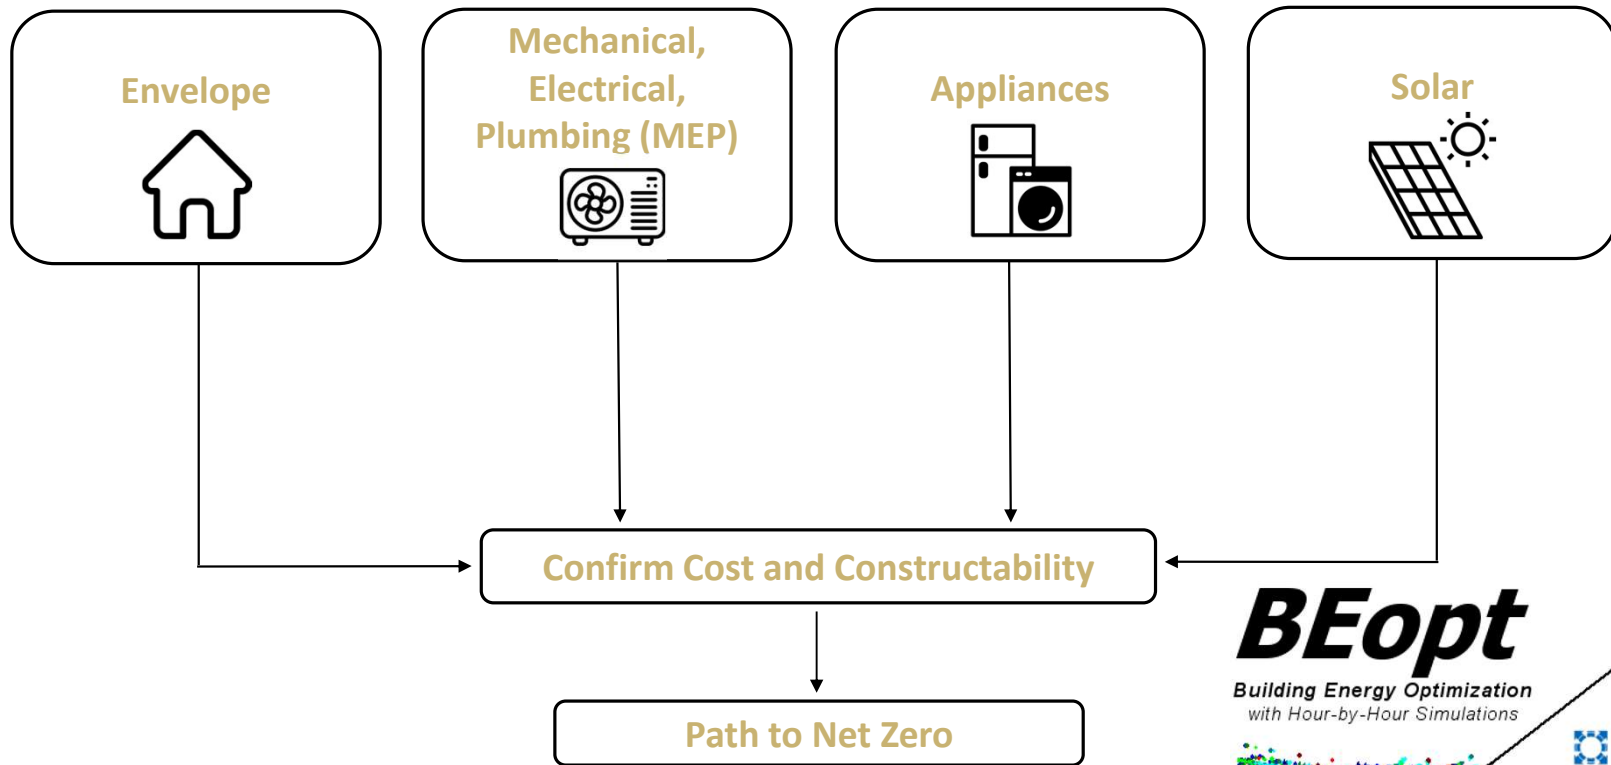 Envelope
Mechanical,
Electrical,
Plumbing (MEP)
Appliances
Solar
Confirm Cost and Constructability
Path to Net Zero
BEopt
Building Energy Optimization
with Hour-by-Hour Simulations